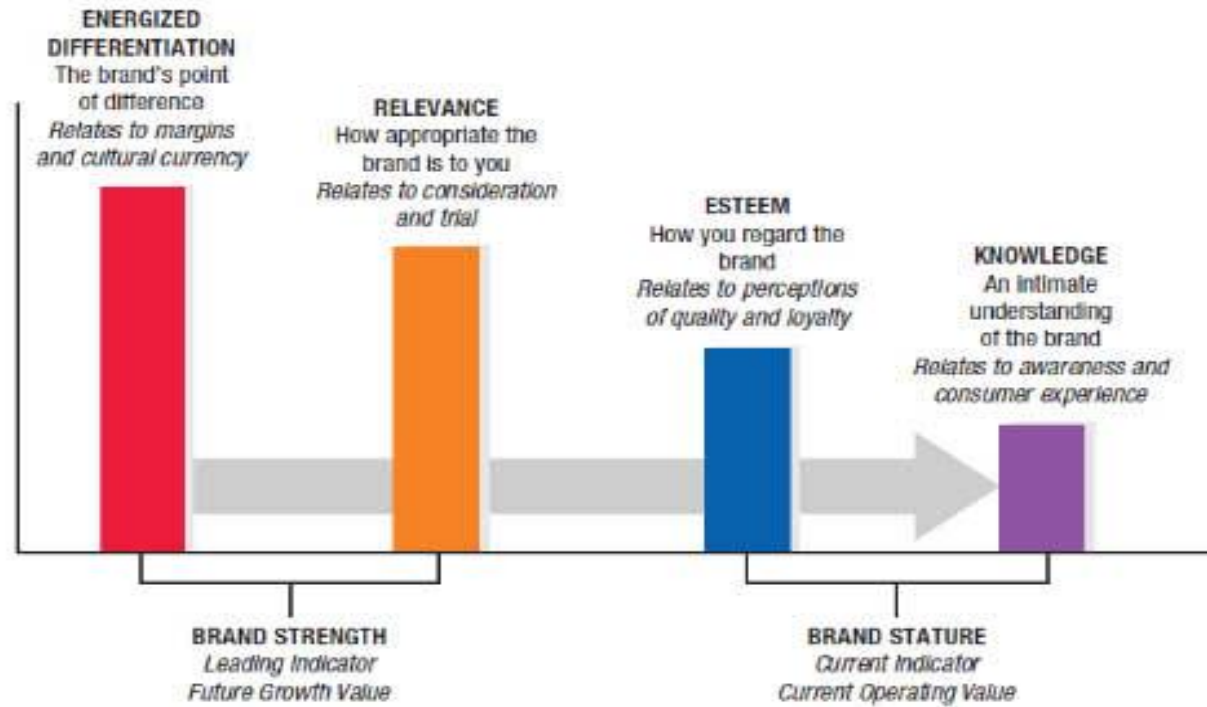 ENERGIZED
DIFFERENTIATION
The brand's point
of difference
Relates to margins
and cultural currency
RELEVANCE
How appropriate the
brand is to you
Relates to consideration
and trial
ESTEEM
How you regard the
brand
Relates to perceptions
of quality and loyalty
KNOWLEDGE
An intimate
understanding
of the brand
Relates to awareness and
consumer experience
BRAND STRENGTH
Leading Indicator
Future Growth Value
BRAND STATURE
Current Indicator
Current Operating Value